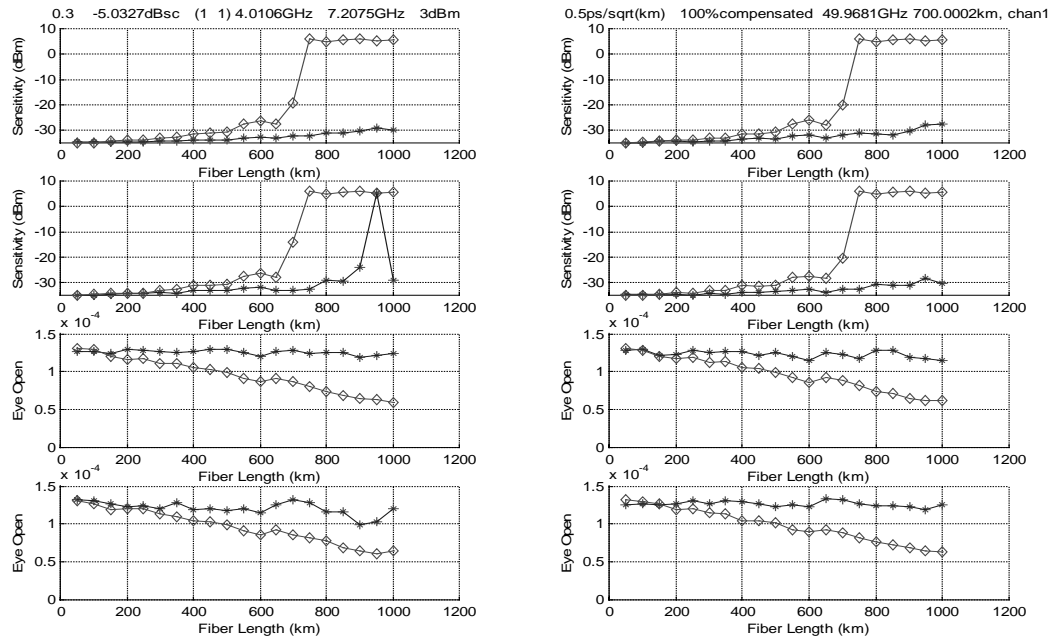 0.3 -5.0327dBsc (1 1) 4.0106GHz 7.2075GHz 3dBm
0.5ps/sqrt(km) 100%compensated 49.9681GHz 700.0002km, chan1
10
0
-10
-20
-30
Sensitivity (dBm)
0 200 400 600 800 1000 1200
Fiber Length (km)
10
0
-10
-20
-30
Sensitivity (dBm)
0 200 400 600 800 1000 1200
Fiber Length (km)
10
0
-10
-20
-30
Sensitivity (dBm)
0 200 400 600 800 1000 1200
Fiber Length (km)
10
0
-10
-20
-30
Sensitivity (dBm)
0 200 400 600 800 1000 1200
Fiber Length (km)
x 10-4
1.5
1
0.5
0
Eye Open
0 200 400 600 800 1000 1200
Fiber Length (km)
x 10-4
1.5
1
0.5
0
Eye Open
0 200 400 600 800 1000 1200
Fiber Length (km)
x 10-4
1.5
1
0.5
0
Eye Open
0 200 400 600 800 1000 1200
Fiber Length (km)
x 10-4
1.5
1
0.5
0
Eye Open
0 200 400 600 800 1000 1200
Fiber Length (km)